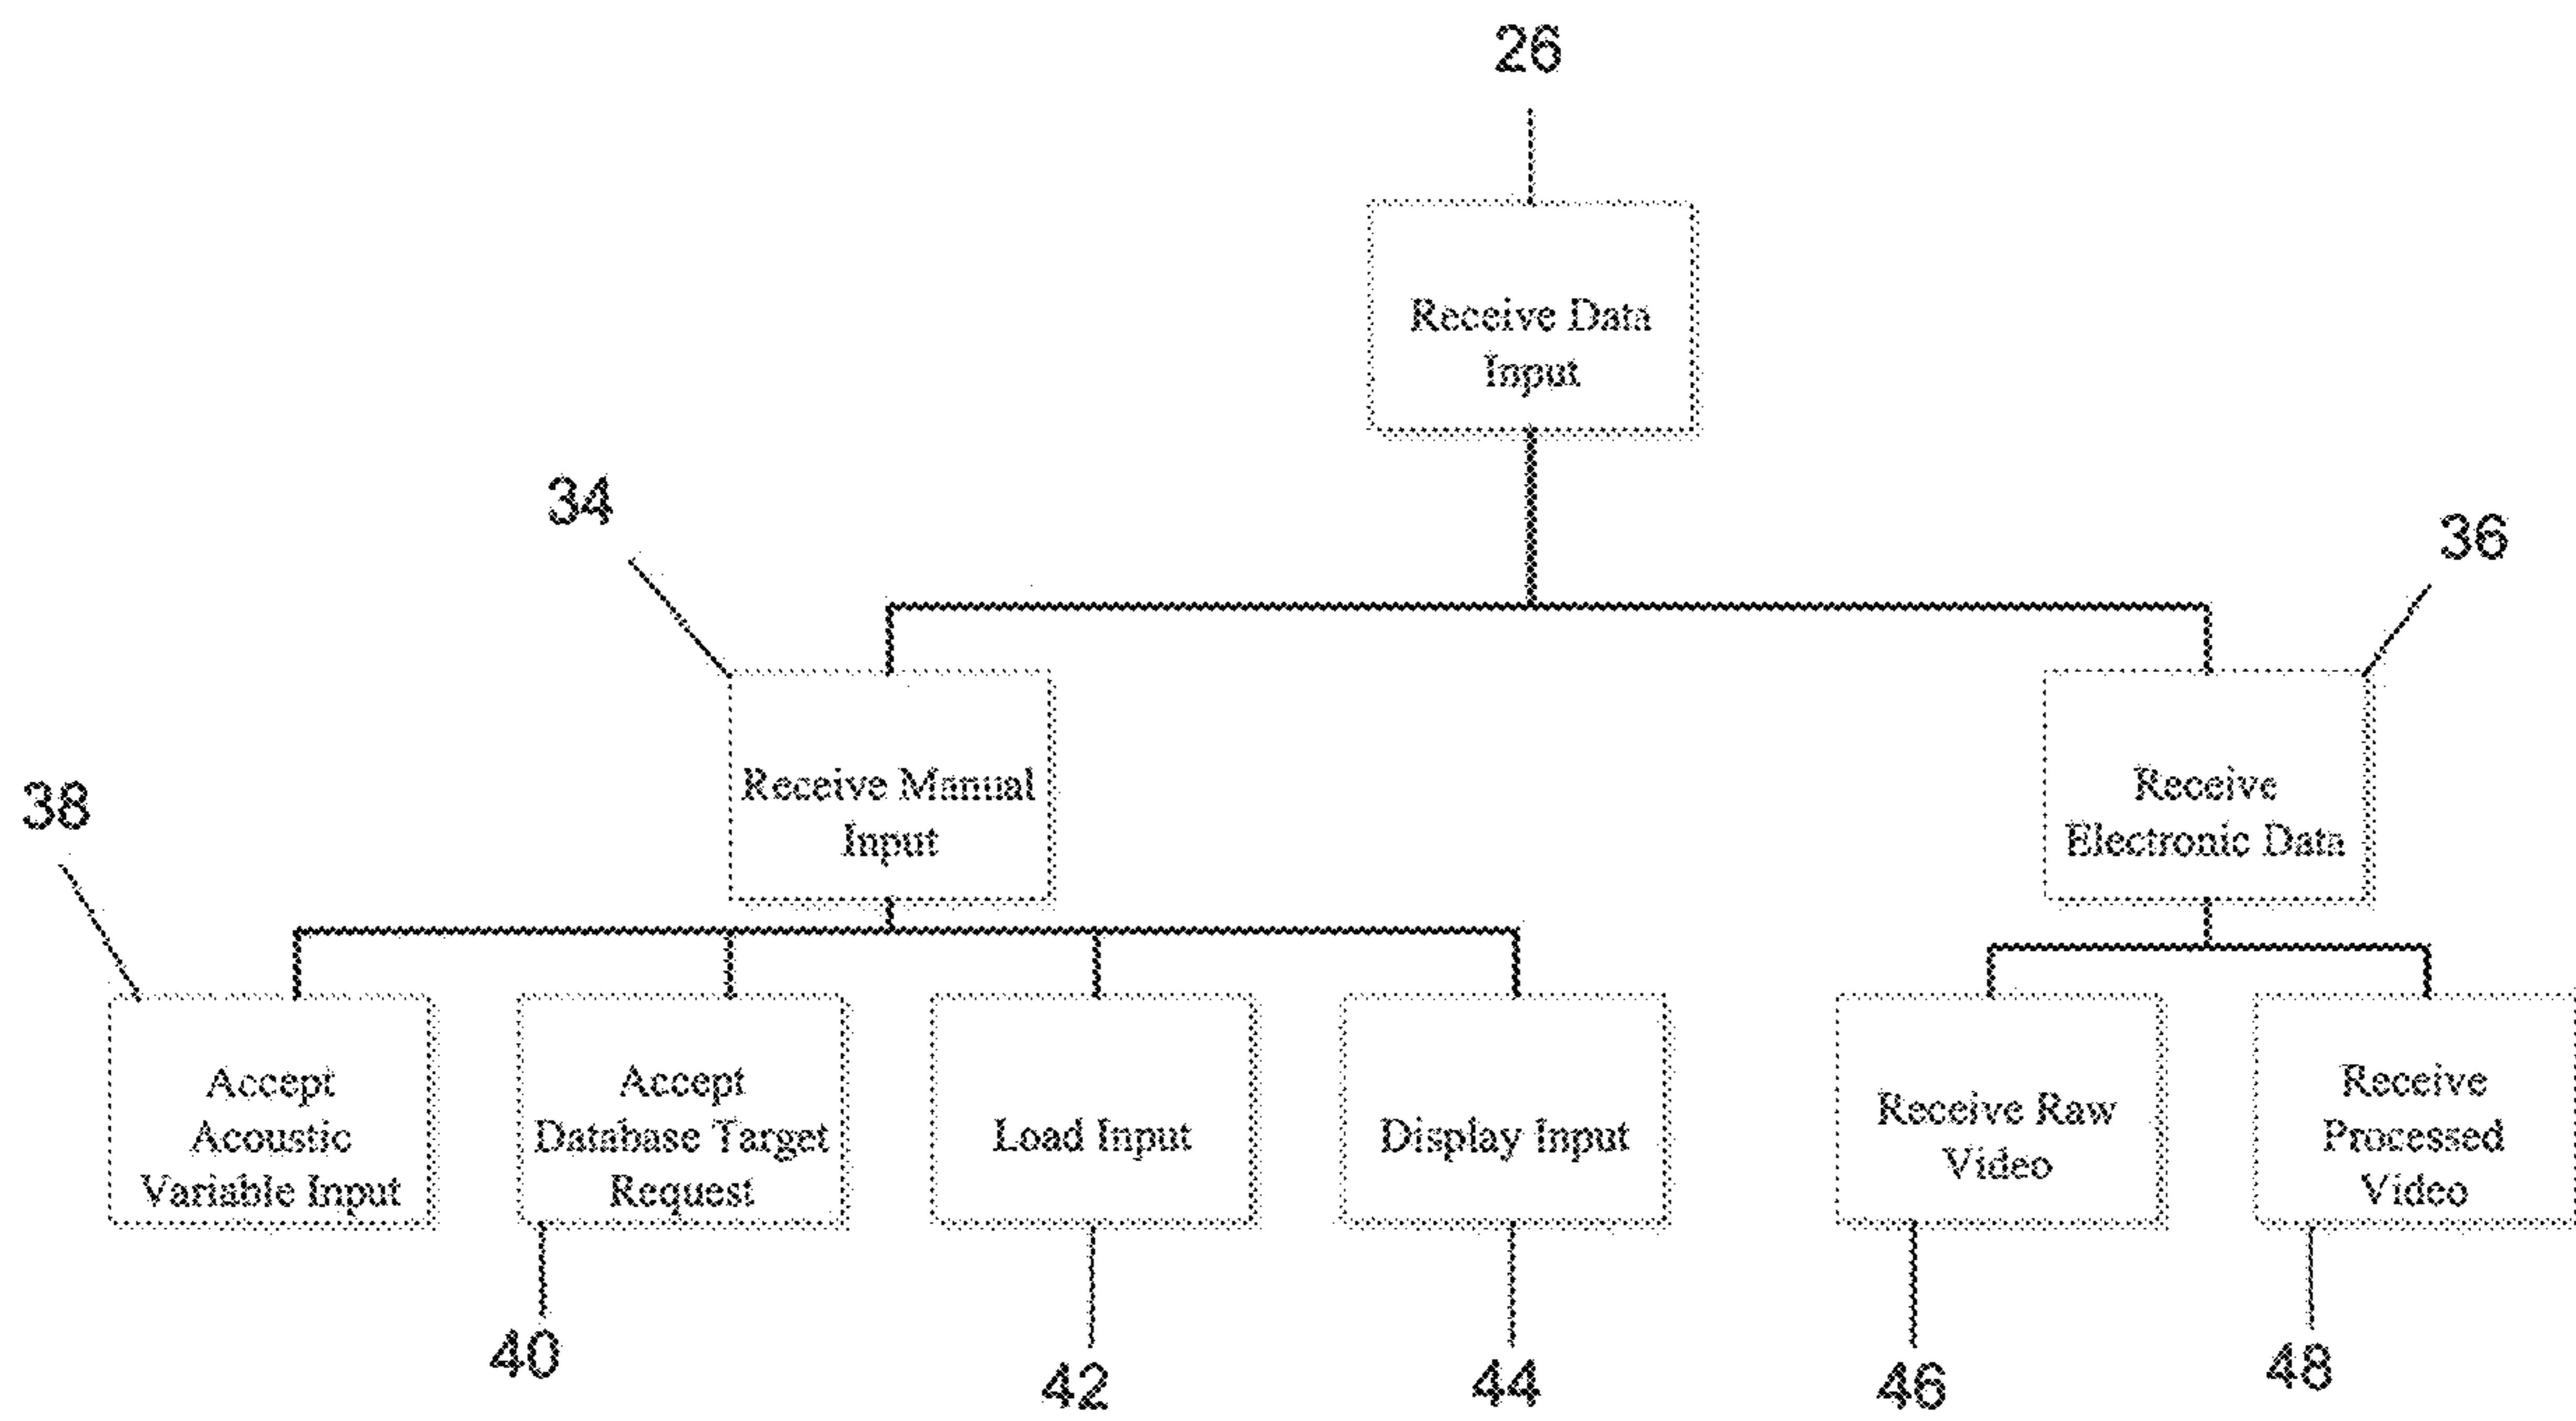 26
Receive Data
Input
34
36
Receive Manual
Input
Receive
Electronic Data
38
Accept
Acoustic
Variable Input
Accept
Database Target
Request
Load Input
Display Input
Receive Raw
Video
Receive
Processed
Video
40
42
44
46
48